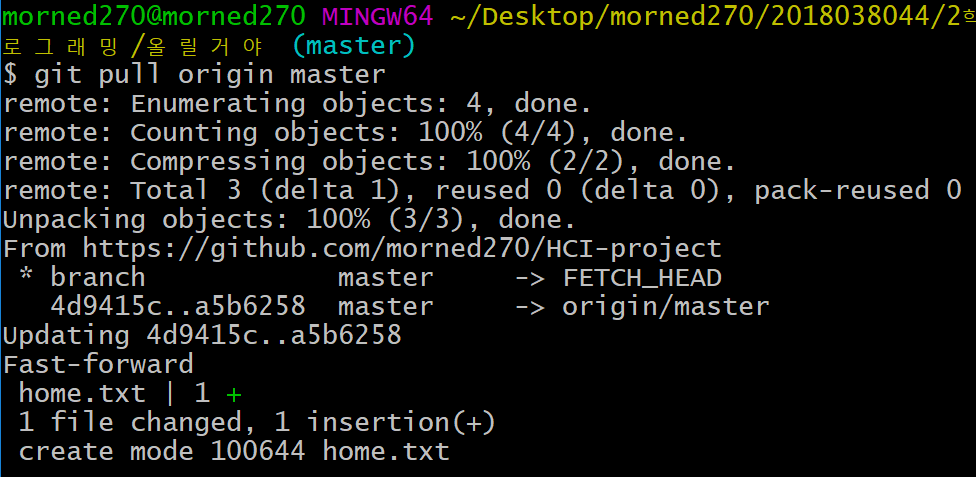 morned270@morned270 MINGW64 ~/Desktop/morned270/2018038044/2학
로그래밍/올릴거야 (master)
$ git pull origin master
remote: Enumerating objects: 4, done.
remote: Counting objects: 100% (4/4), done.
remote: Compressing objects: 100% (2/2), done.
remote: Total 3 (delta 1), reused 0 (delta 0), pack-reused 0
Unpacking objects: 100% (3/3), done.
From https://github.com/morned270/HCI-project
 * branch            master     -> FETCH_HEAD
   4d9415c..a5b6258  master     -> origin/master
Updating 4d9415c..a5b6258
Fast-forward
 home.txt | 1 +
 1 file changed, 1 insertion(+)
 create mode 100644 home.txt